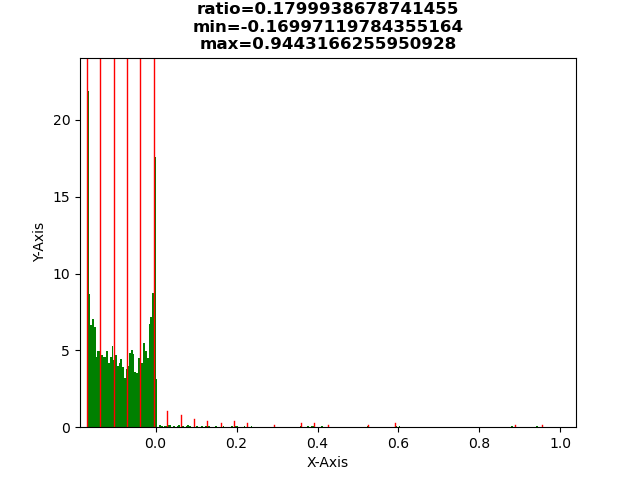 ratio=0.1799938678741455
min=-0.16997119784355164
max=0.9443166255950928
20
15
10
5
0
Y-Axis
0.0 0.2 0.4 0.6 0.8 1.0
X-Axis